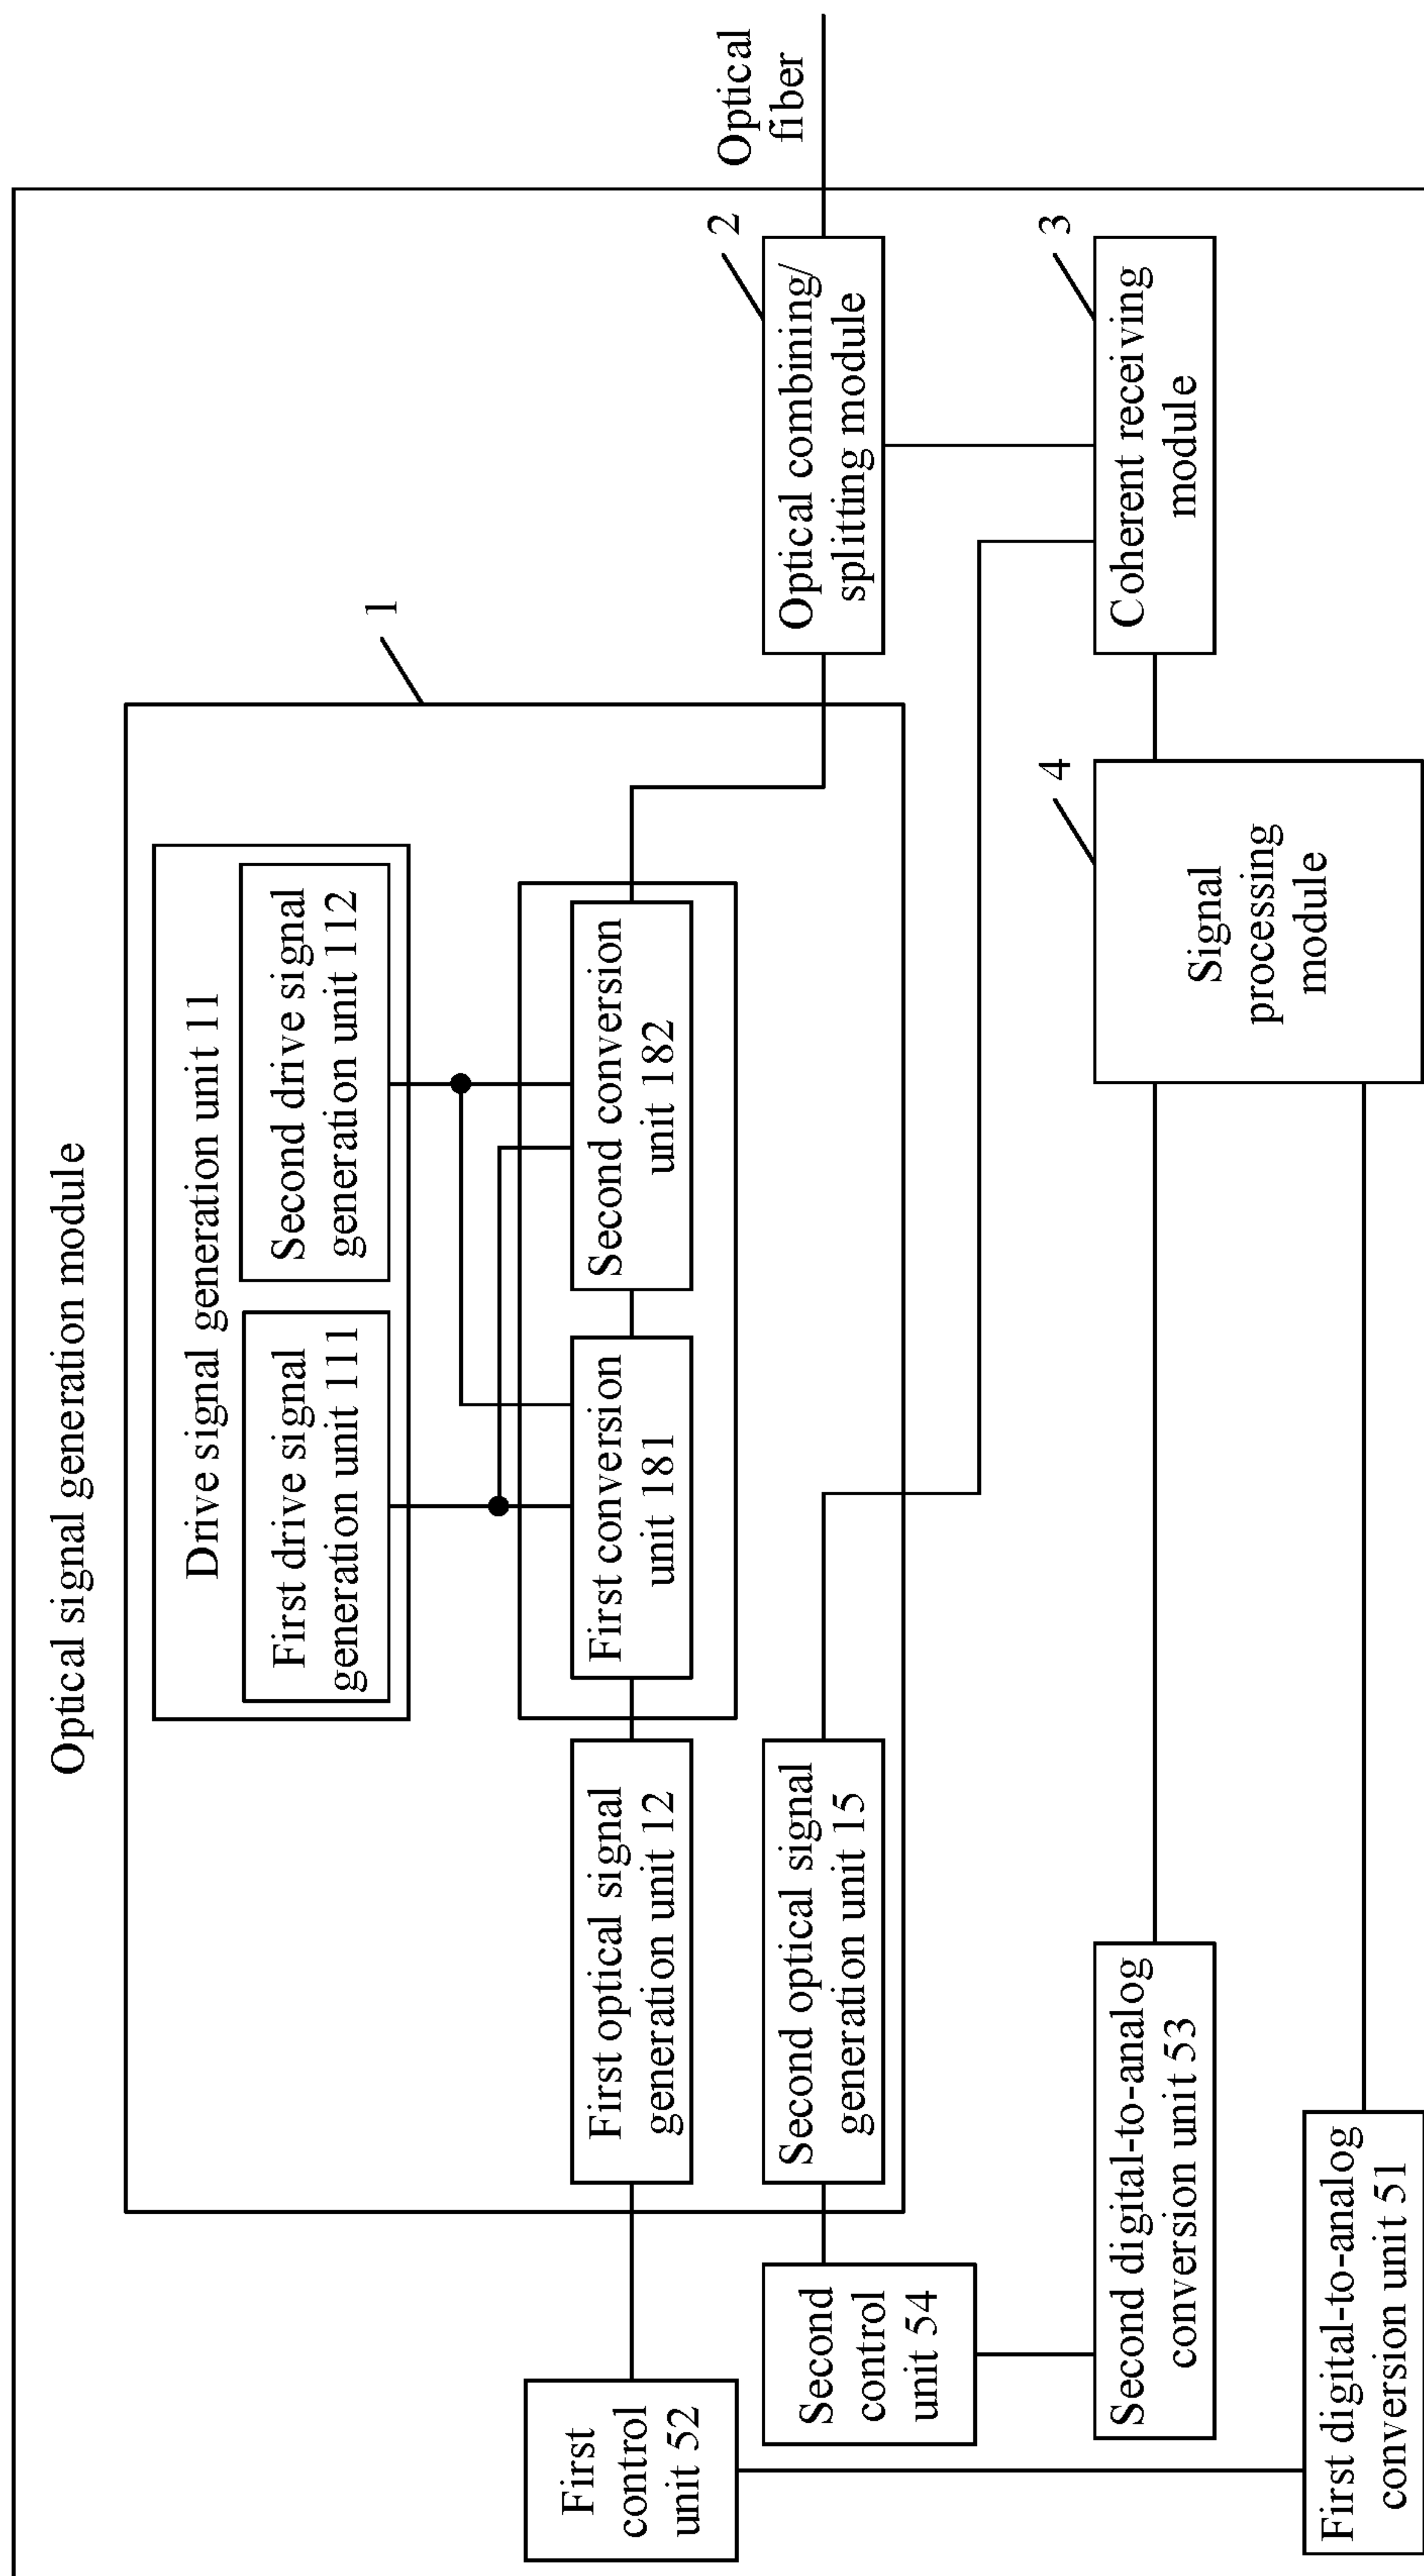 Optical signal generation module
1
Drive signal generation unit 11
First drive signal
generation unit 111
Second drive signal
generation unit 112
First optical signal
generation unit 12
First conversion
unit 181
Second conversion
unit 182
First
control
unit 52
Second
control
unit 54
Second optical signal
generation unit 15
Optical combining/
splitting module
2
Optical
fiber
Second digital-to-analog
conversion unit 53
Signal
processing
module
4
Coherent receiving
module
3
First digital-to-analog
conversion unit 51